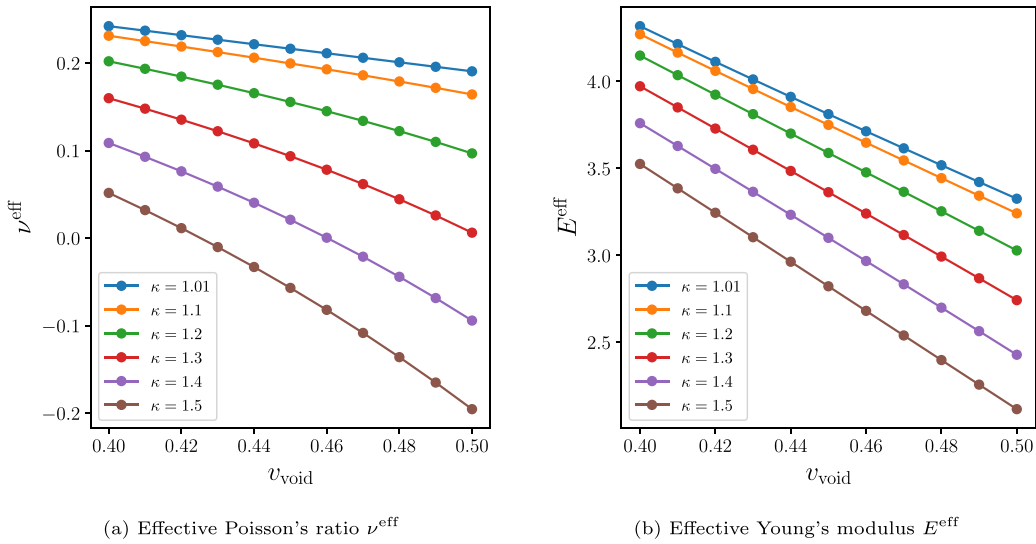 0.2
0.1
0.0
−0.1
−0.2
ν^eff
κ = 1.01
κ = 1.1
κ = 1.2
κ = 1.3
κ = 1.4
κ = 1.5
0.40 0.42 0.44 0.46 0.48 0.50
v_void
(a) Effective Poisson's ratio ν^eff
4.0
3.5
3.0
2.5
E^eff
κ = 1.01
κ = 1.1
κ = 1.2
κ = 1.3
κ = 1.4
κ = 1.5
0.40 0.42 0.44 0.46 0.48 0.50
v_void
(b) Effective Young's modulus E^eff